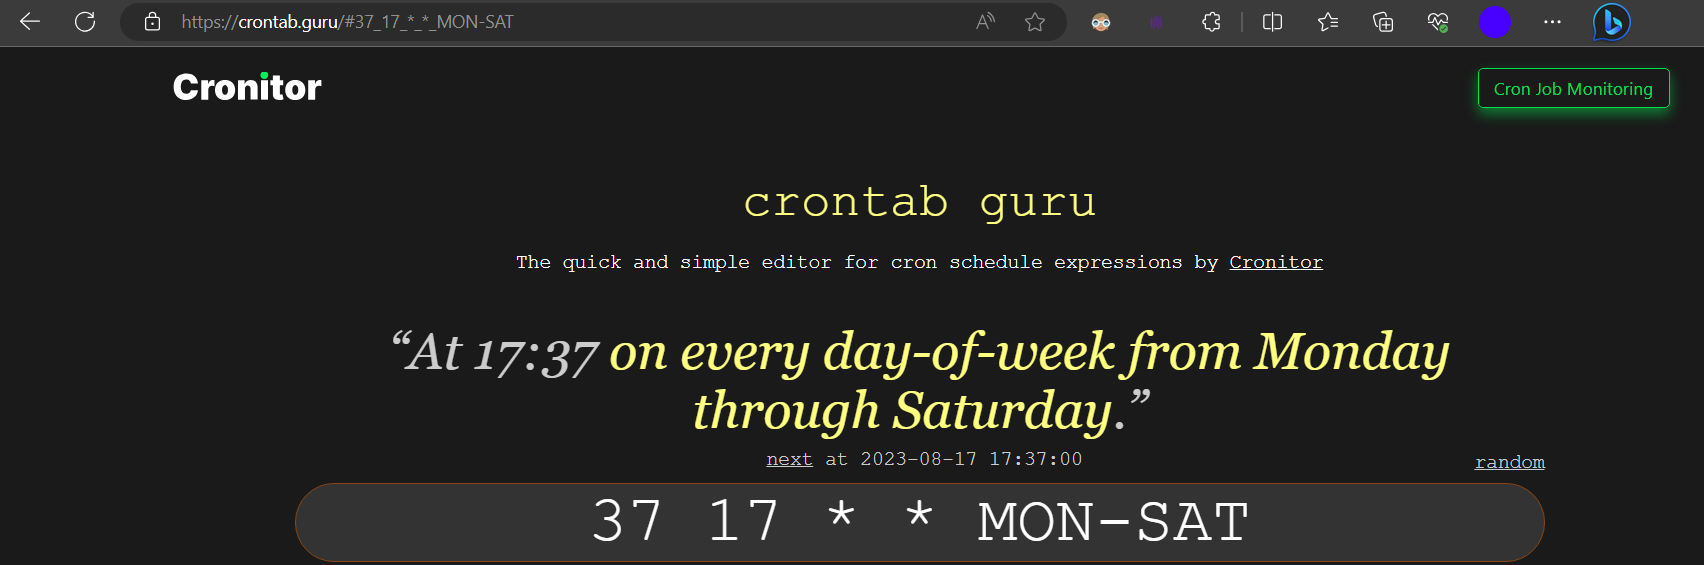 https://crontab.guru/#37_17_*_*_MON-SAT
Cronitor
Cron Job Monitoring
crontab guru
The quick and simple editor for cron schedule expressions by Cronitor
“At 17:37 on every day-of-week from Monday
through Saturday.”
next at 2023-08-17 17:37:00
random
37 17 * * MON-SAT